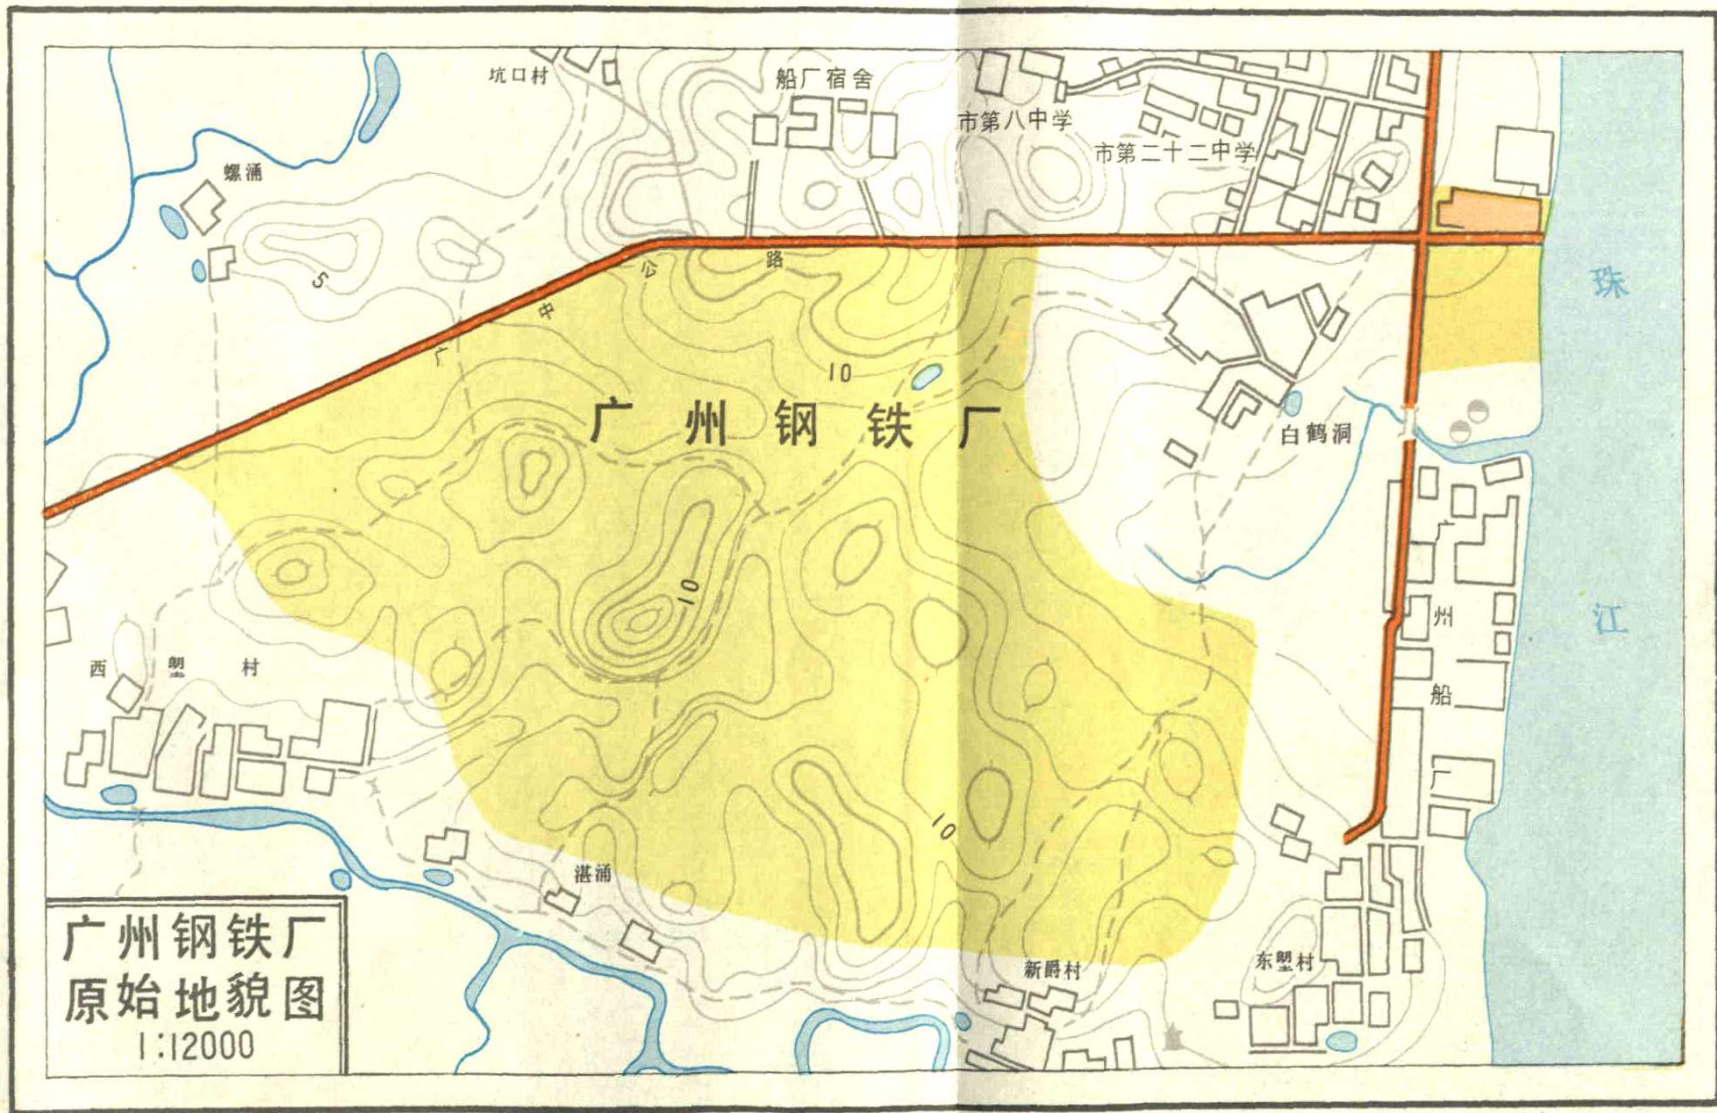 坑口村
船厂宿舍
市第八中学
市第二十二中学
螺涌
5
广中公路
珠江
10
广州钢铁厂
白鹤洞
10
广州船厂
西塱村
10
湛涌
新爵村
东塱村
广州钢铁厂
原始地貌图
1:12000